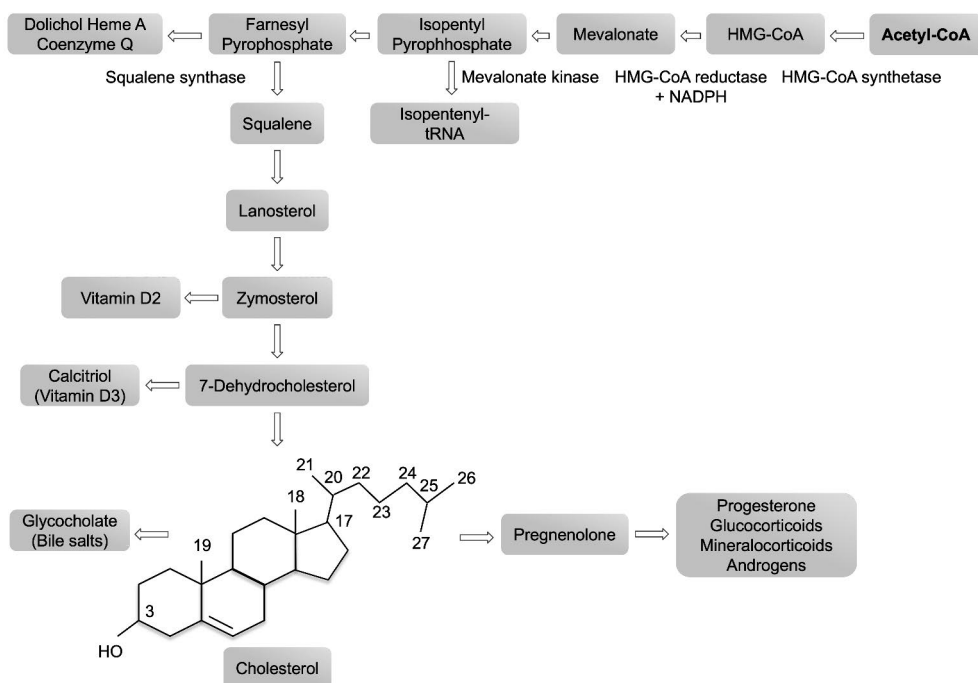 Dolichol Heme A
Coenzyme Q
Farnesyl
Pyrophosphate
Isopentyl
Pyrophhosphate
Mevalonate
HMG-CoA
Acetyl-CoA
Squalene synthase
Mevalonate kinase
HMG-CoA reductase
+ NADPH
HMG-CoA synthetase
Squalene
Isopentenyl-
tRNA
Lanosterol
Vitamin D2
Zymosterol
Calcitriol
(Vitamin D3)
7-Dehydrocholesterol
21
20
22
24
25
26
18
23
17
27
19
3
HO
Glycocholate
(Bile salts)
Pregnenolone
Progesterone
Glucocorticoids
Mineralocorticoids
Androgens
Cholesterol